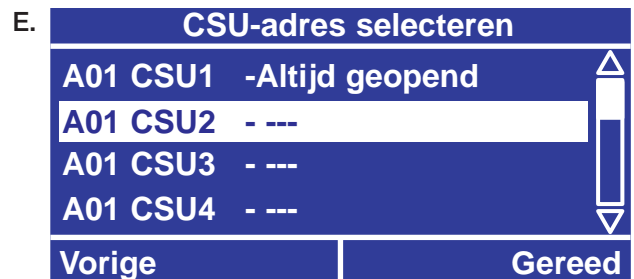 E.
CSU-adres selecteren
A01 CSU1 -Altijd geopend
A01 CSU2 - ---
A01 CSU3 - ---
A01 CSU4 - ---
Vorige Gereed